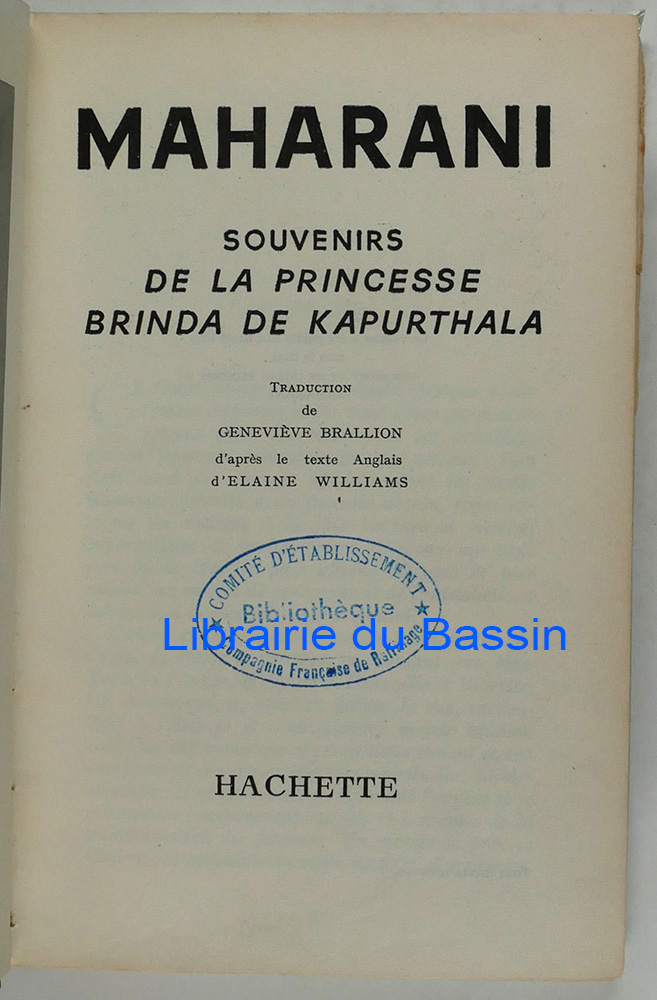 MAHARANI
SOUVENIRS
DE LA PRINCESSE
BRINDA DE KAPURTHALA
TRADUCTION
de
GENEVIÈVE BRALLION
d'après le texte Anglais
d'ELAINE WILLIAMS
COMITÉ D'ÉTABLISSEMENT
Bibliothèque
Librairie du Bassin
Compagnie Française de Raffinage
HACHETTE